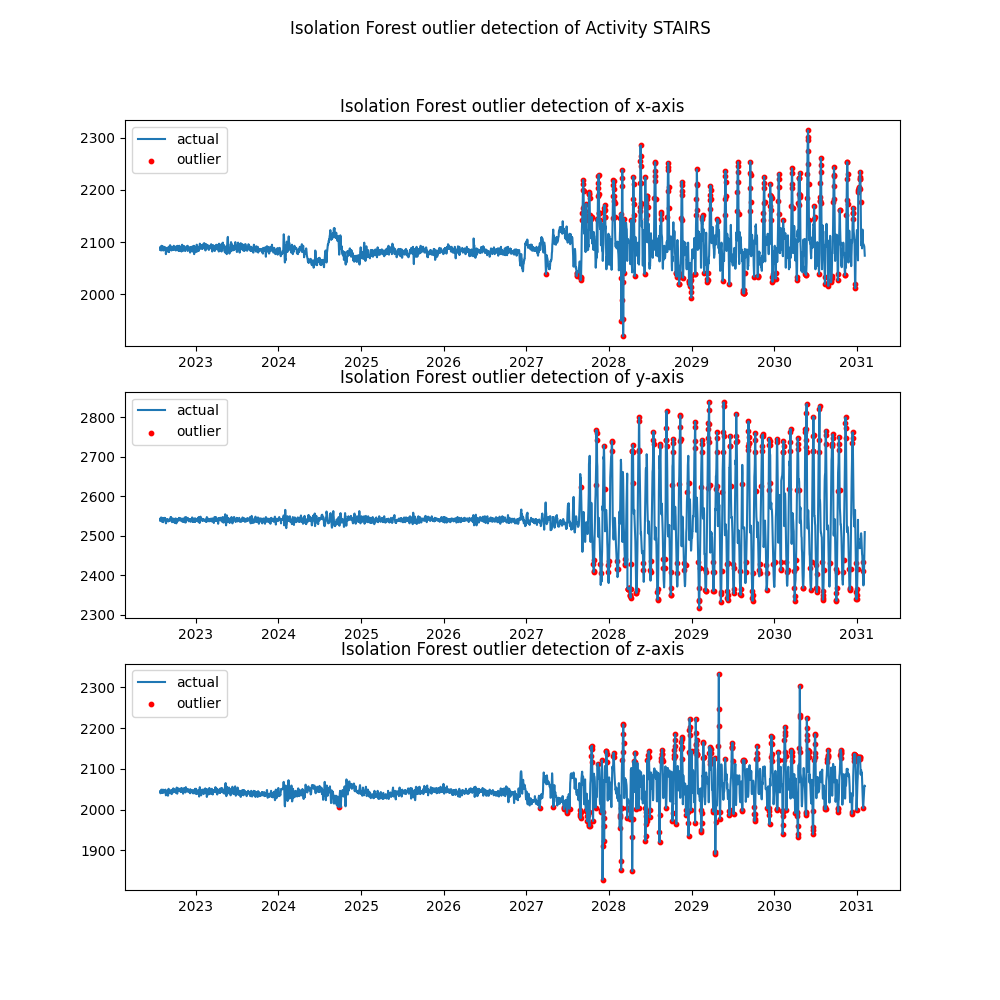 Isolation Forest outlier detection of Activity STAIRS
Isolation Forest outlier detection of x-axis
actual
outlier
2300
2200
2100
2000
2023 2024 2025 2026 2027 2028 2029 2030 2031
Isolation Forest outlier detection of y-axis
actual
outlier
2800
2700
2600
2500
2400
2300
2023 2024 2025 2026 2027 2028 2029 2030 2031
Isolation Forest outlier detection of z-axis
actual
outlier
2300
2200
2100
2000
1900
2023 2024 2025 2026 2027 2028 2029 2030 2031